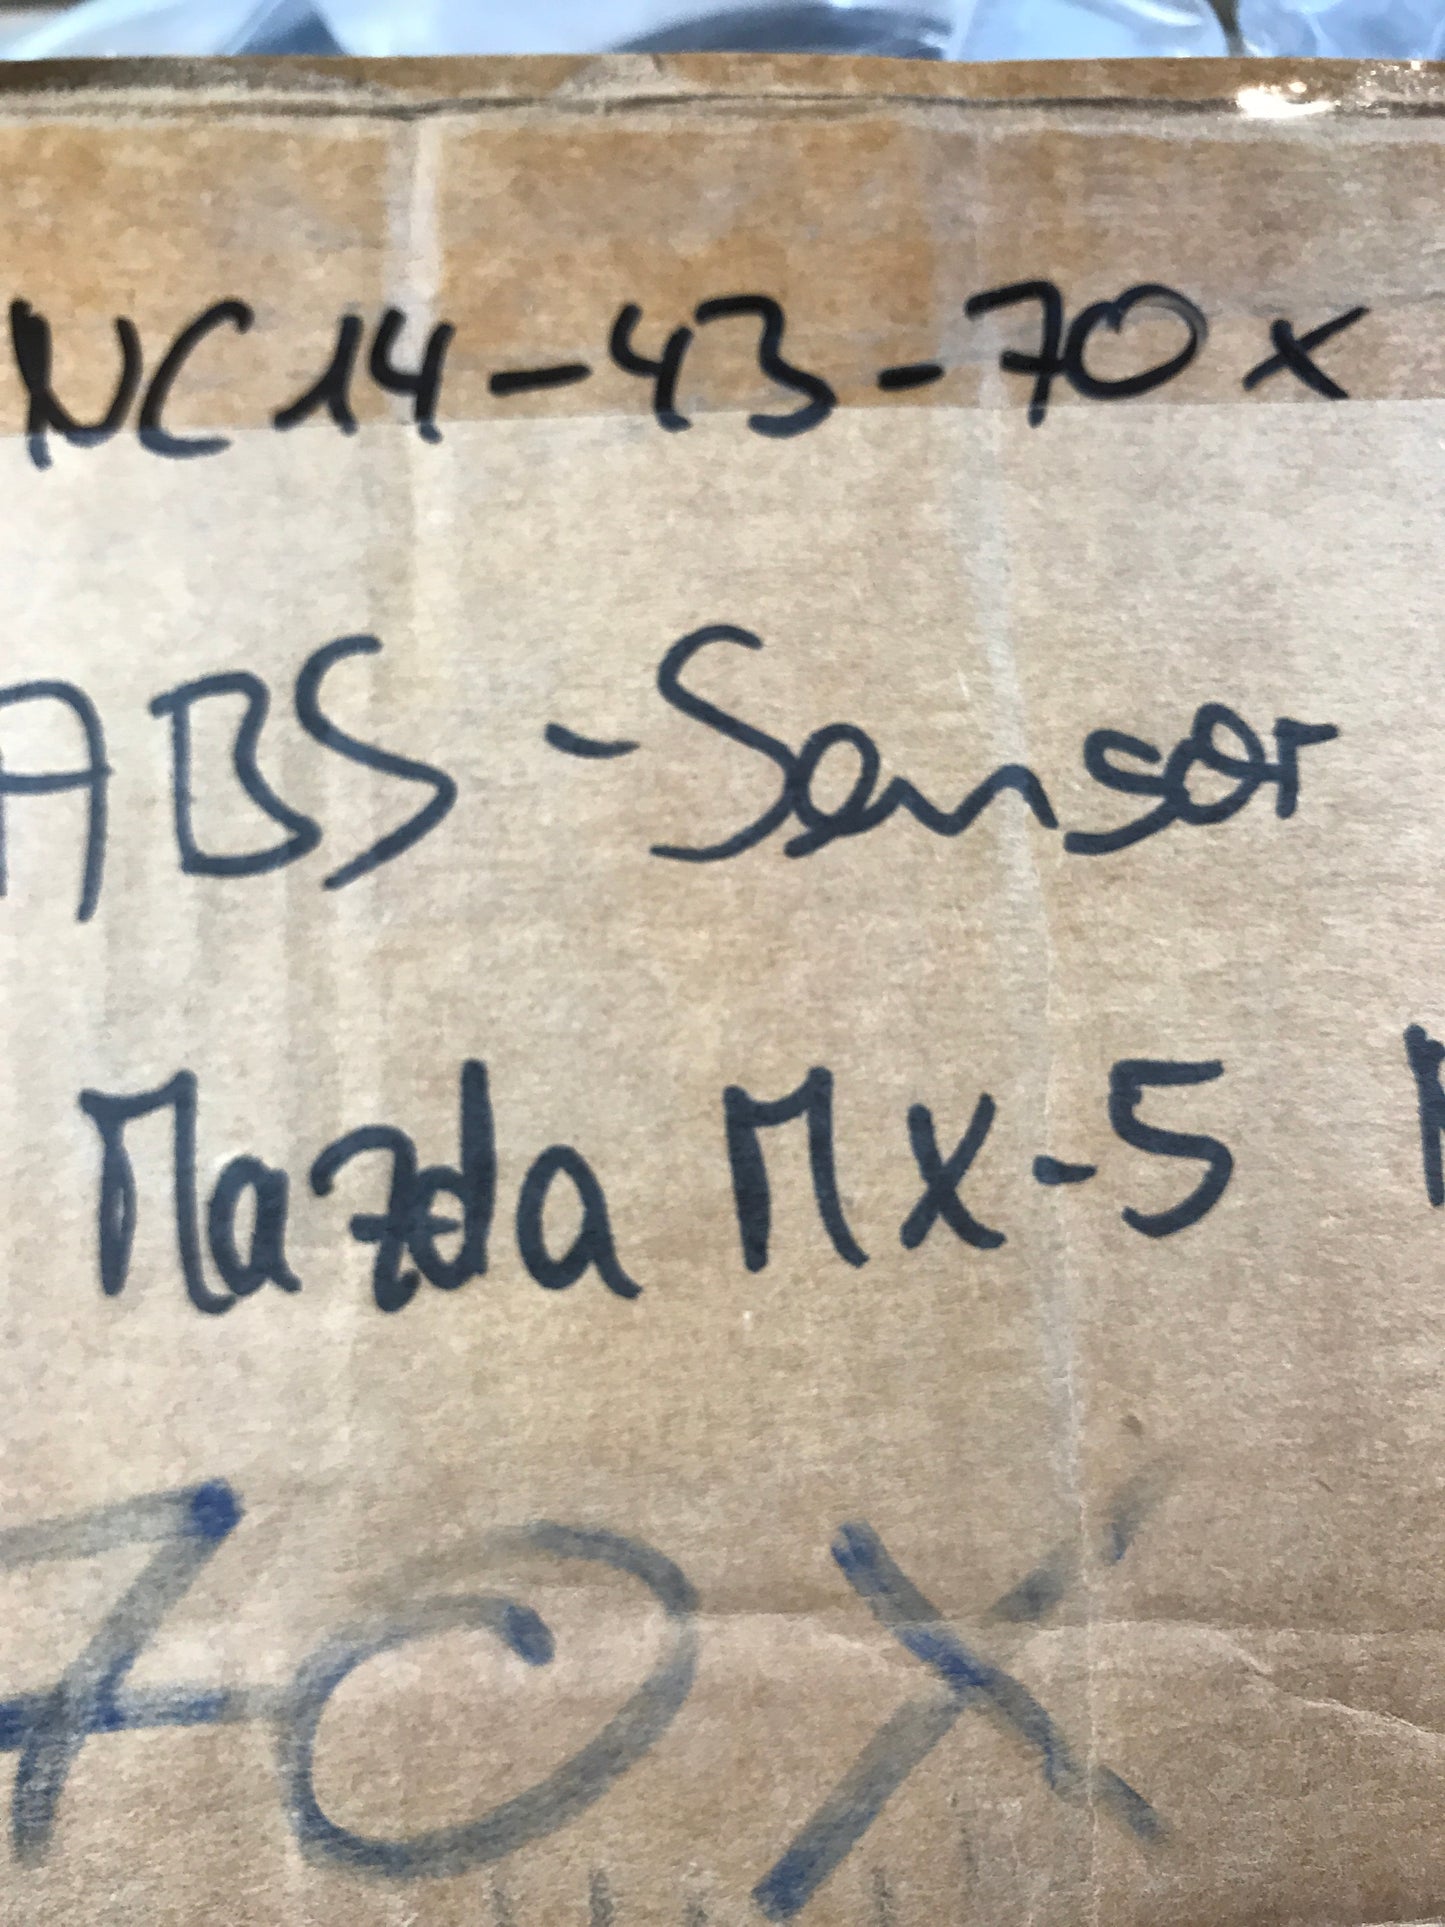 NC14-43-70x
ABS-Sensor
Mazda MX-5
70X